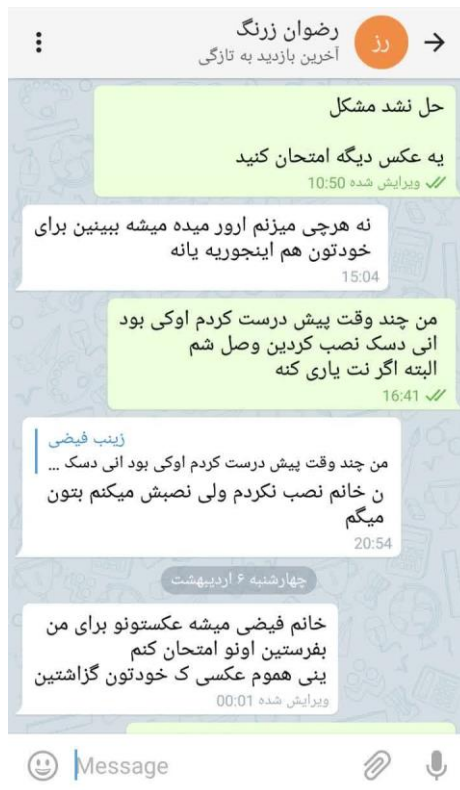 رضوان زرنگ
رز
آخرین بازدید به تازگی
حل نشد مشکل
یه عکس دیگه امتحان کنید
ویرایش شده 10:50
نه هرچی میزنم ارور میده میشه ببینین برای
خودتون هم اینجوریه یانه
15:04
من چند وقت پیش درست کردم اوکی بود
انی دسک نصب کردین وصل شم
البته اگر نت یاری کنه
16:41
زینب فیضی
من چند وقت پیش درست کردم اوکی بود انی دسک ...
ن خانم نصب نکردم ولی نصبش میکنم بتون
میگم
20:54
چهارشنبه ۶ اردیبهشت
خانم فیضی میشه عکستونو برای من
بفرستین اونو امتحان کنم
ینی هموم عکسی ک خودتون گزاشتین
ویرایش شده 00:01
Message